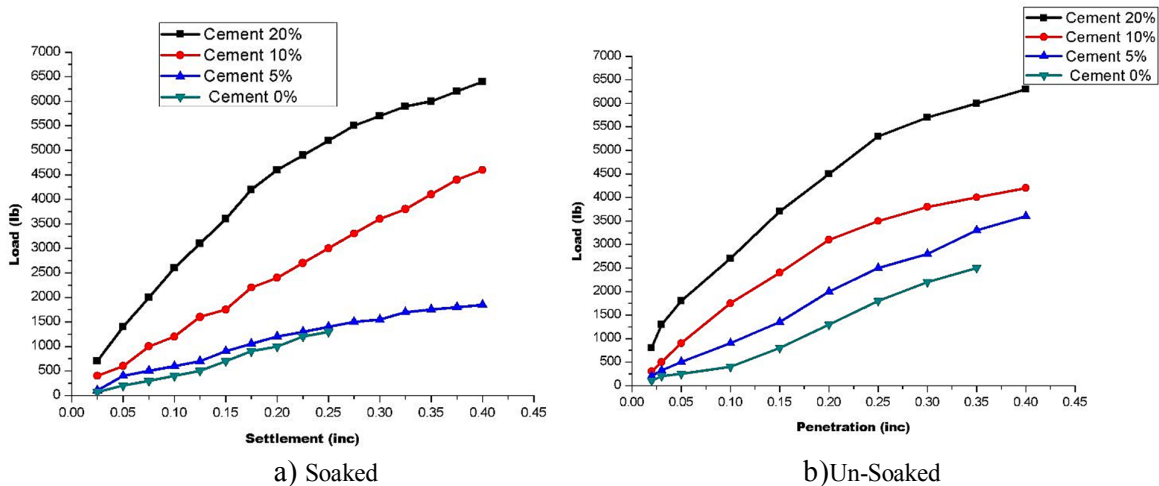 Cement 20%
Cement 10%
Cement 5%
Cement 0%
7000
6500
6000
5500
5000
4500
4000
3500
3000
2500
2000
1500
1000
500
0
Load (lb)
0.00 0.05 0.10 0.15 0.20 0.25 0.30 0.35 0.40 0.45
Settlement (inc)
a) Soaked
Cement 20%
Cement 10%
Cement 5%
Cement 0%
7000
6500
6000
5500
5000
4500
4000
3500
3000
2500
2000
1500
1000
500
0
Load (lb)
0.00 0.05 0.10 0.15 0.20 0.25 0.30 0.35 0.40 0.45
Penetration (inc)
b)Un-Soaked